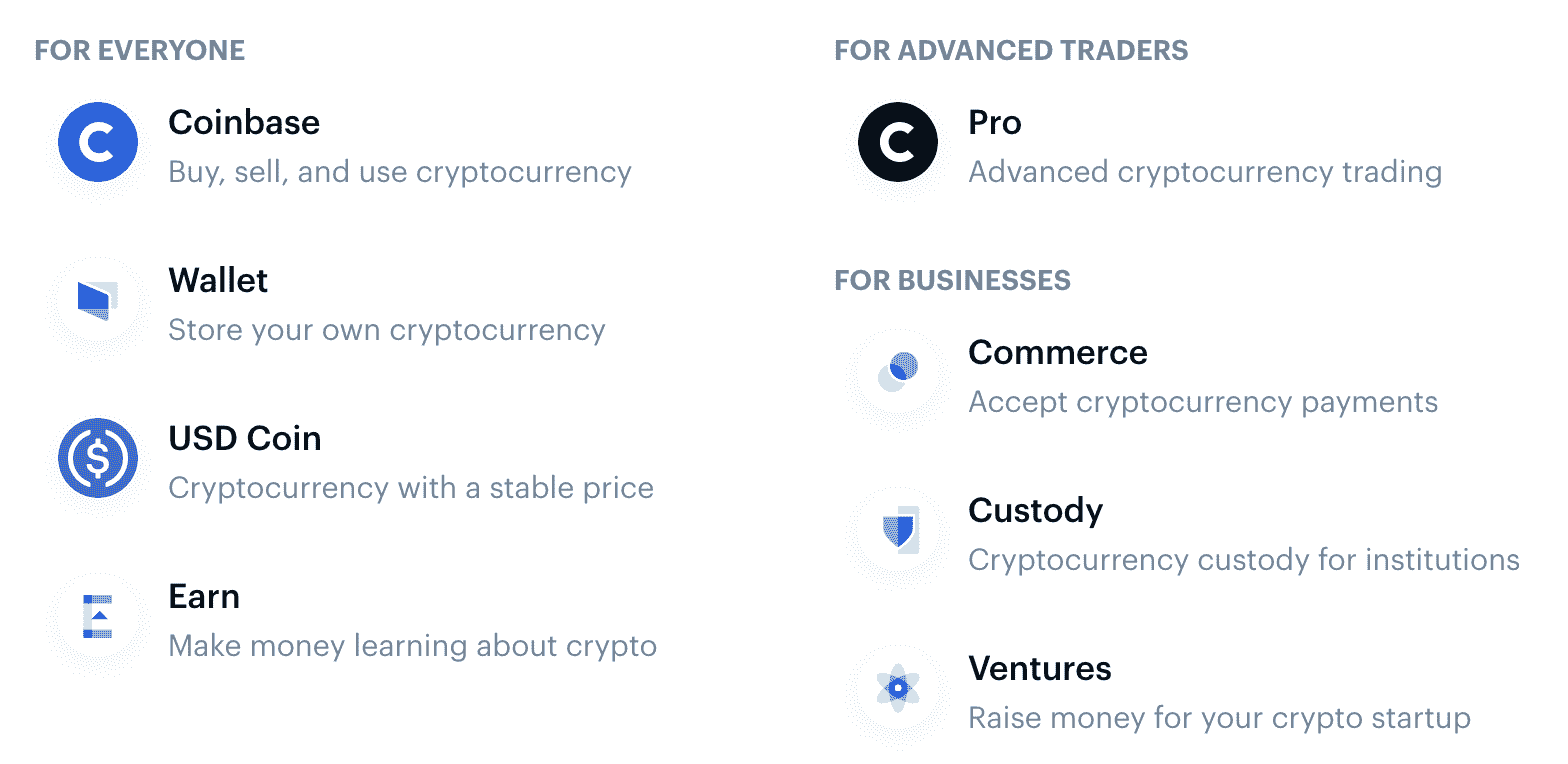 FOR EVERYONE
Coinbase
Buy, sell, and use cryptocurrency
Wallet
Store your own cryptocurrency
USD Coin
Cryptocurrency with a stable price
Earn
Make money learning about crypto
FOR ADVANCED TRADERS
Pro
Advanced cryptocurrency trading
FOR BUSINESSES
Commerce
Accept cryptocurrency payments
Custody
Cryptocurrency custody for institutions
Ventures
Raise money for your crypto startup